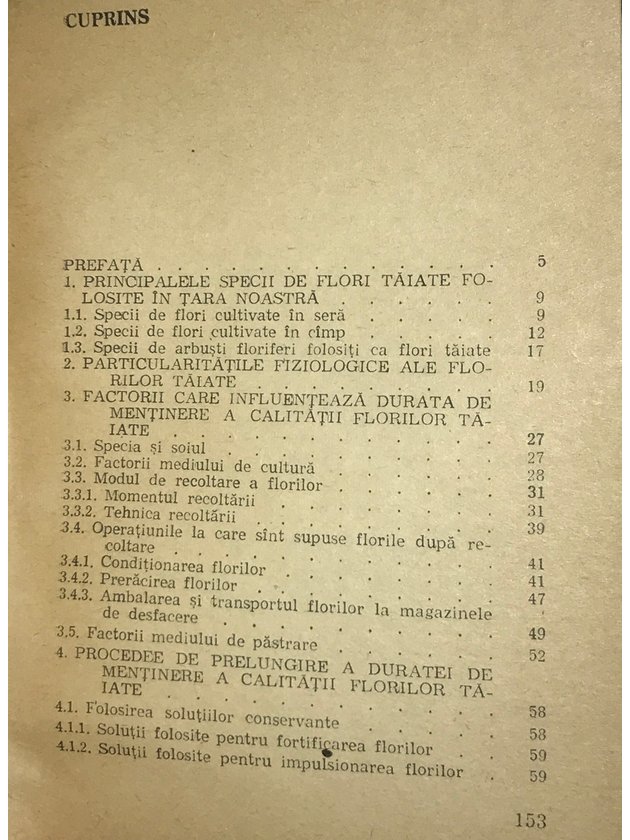 CUPRINS
PREFAȚĂ . . . . . . . . . . . . . . 5
1. PRINCIPALELE SPECII DE FLORI TĂIATE FO-
LOSITE ÎN ȚARA NOASTRĂ . . . . . . . 9
1.1. Specii de flori cultivate în seră . . . . . 9
1.2. Specii de flori cultivate în cîmp . . . . . 12
1.3. Specii de arbuști floriferi folosiți ca flori tăiate 17
2. PARTICULARITĂȚILE FIZIOLOGICE ALE FLO-
RILOR TĂIATE . . . . . . . . . . . 19
3. FACTORII CARE INFLUENȚEAZĂ DURATA DE
MENȚINERE A CALITĂȚII FLORILOR TĂ-
IATE . . . . . . . . . . . . . . 27
3.1. Specia și soiul . . . . . . . . . . 27
3.2. Factorii mediului de cultură . . . . . . 28
3.3. Modul de recoltare a florilor . . . . . . 31
3.3.1. Momentul recoltării . . . . . . . . 31
3.3.2. Tehnica recoltării . . . . . . . . . 39
3.4. Operațiunile la care sînt supuse florile după re-
coltare . . . . . . . . . . . . . 41
3.4.1. Condiționarea florilor . . . . . . . . 41
3.4.2. Prerăcirea florilor . . . . . . . . . 47
3.4.3. Ambalarea și transportul florilor la magazinele
de desfacere . . . . . . . . . . . 49
3.5. Factorii mediului de păstrare . . . . . . 52
4. PROCEDEE DE PRELUNGIRE A DURATEI DE
MENȚINERE A CALITĂȚII FLORILOR TĂ-
IATE . . . . . . . . . . . . . . 58
4.1. Folosirea soluțiilor conservante . . . . . 58
4.1.1. Soluții folosite pentru fortificarea florilor . 59
4.1.2. Soluții folosite pentru impulsionarea florilor . 59
153